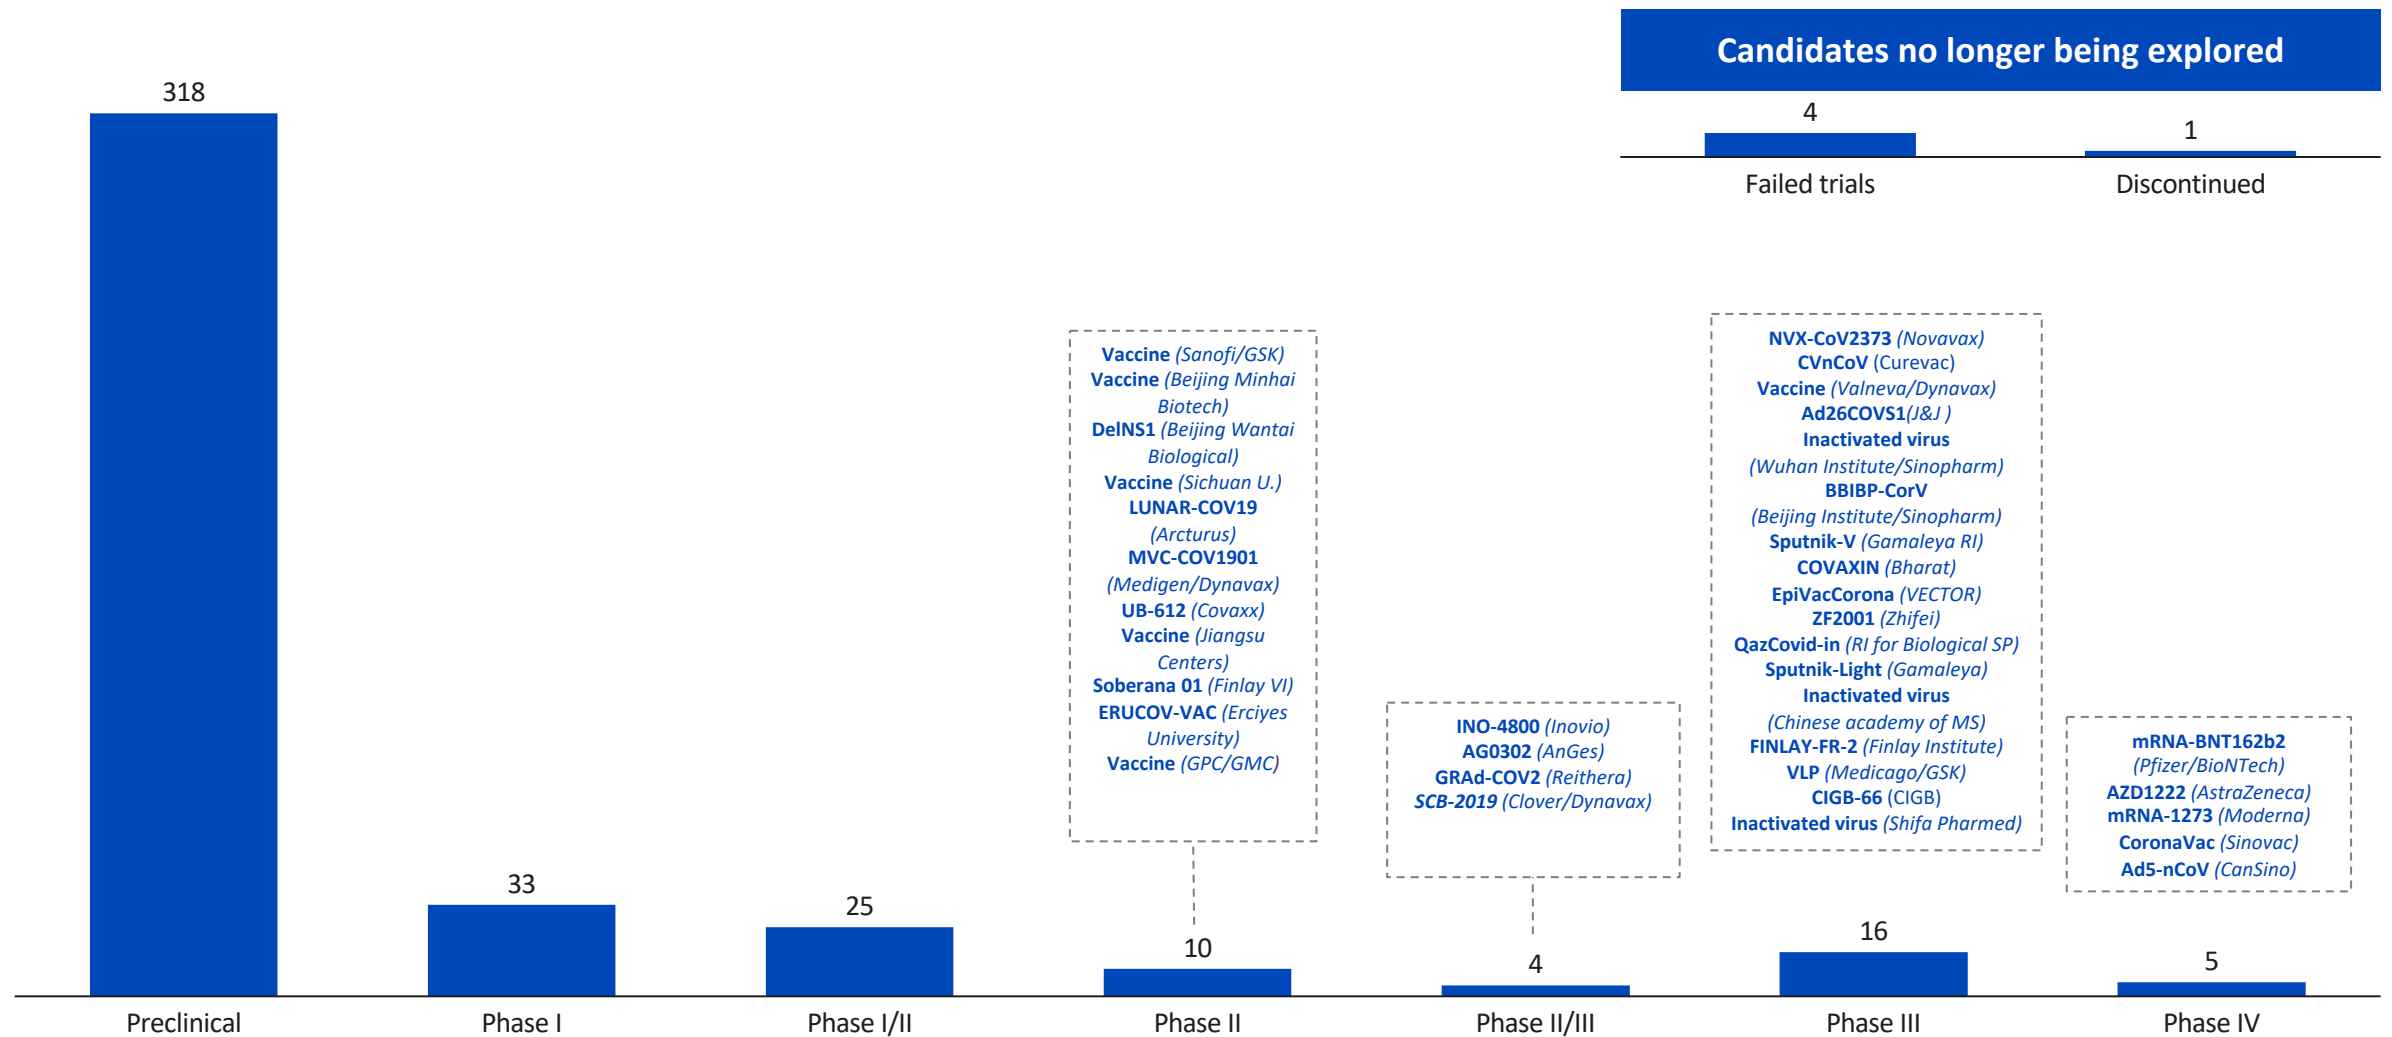 Candidates no longer being explored
4
1
Failed trials
Discontinued
318
33
25
10
4
16
5
Vaccine (Sanofi/GSK)
Vaccine (Beijing Minhai
Biotech)
DelNS1 (Beijing Wantai
Biological)
Vaccine (Sichuan U.)
LUNAR-COV19
(Arcturus)
MVC-COV1901
(Medigen/Dynavax)
UB-612 (Covaxx)
Vaccine (Jiangsu
Centers)
Soberana 01 (Finlay VI)
ERUCOV-VAC (Erciyes
University)
Vaccine (GPC/GMC)
INO-4800 (Inovio)
AG0302 (AnGes)
GRAd-COV2 (Reithera)
SCB-2019 (Clover/Dynavax)
NVX-CoV2373 (Novavax)
CVnCoV (Curevac)
Vaccine (Valneva/Dynavax)
Ad26COVS1(J&J )
Inactivated virus
(Wuhan Institute/Sinopharm)
BBIBP-CorV
(Beijing Institute/Sinopharm)
Sputnik-V (Gamaleya RI)
COVAXIN (Bharat)
EpiVacCorona (VECTOR)
ZF2001 (Zhifei)
QazCovid-in (RI for Biological SP)
Sputnik-Light (Gamaleya)
Inactivated virus
(Chinese academy of MS)
FINLAY-FR-2 (Finlay Institute)
VLP (Medicago/GSK)
CIGB-66 (CIGB)
Inactivated virus (Shifa Pharmed)
mRNA-BNT162b2
(Pfizer/BioNTech)
AZD1222 (AstraZeneca)
mRNA-1273 (Moderna)
CoronaVac (Sinovac)
Ad5-nCoV (CanSino)
Preclinical
Phase I
Phase I/II
Phase II
Phase II/III
Phase III
Phase IV